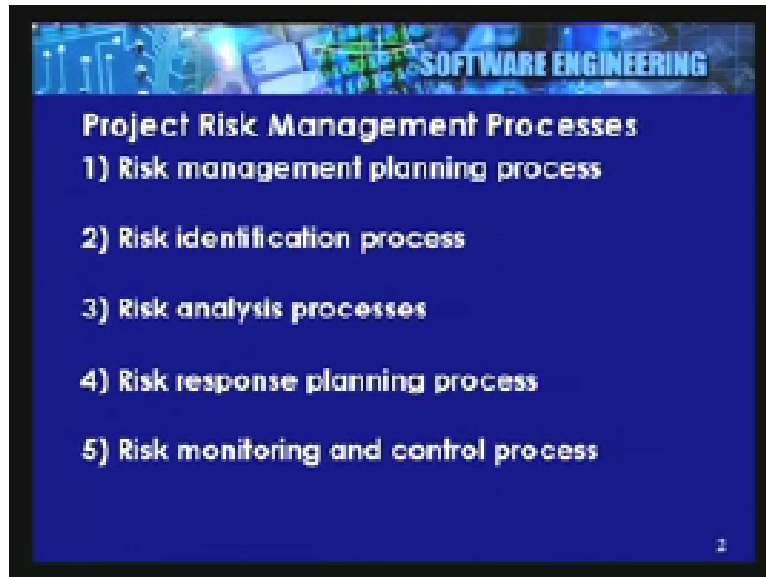 SOFTWARE ENGINEERING
Project Risk Management Processes
1) Risk management planning process
2) Risk identification process
3) Risk analysis processes
4) Risk response planning process
5) Risk monitoring and control process
2